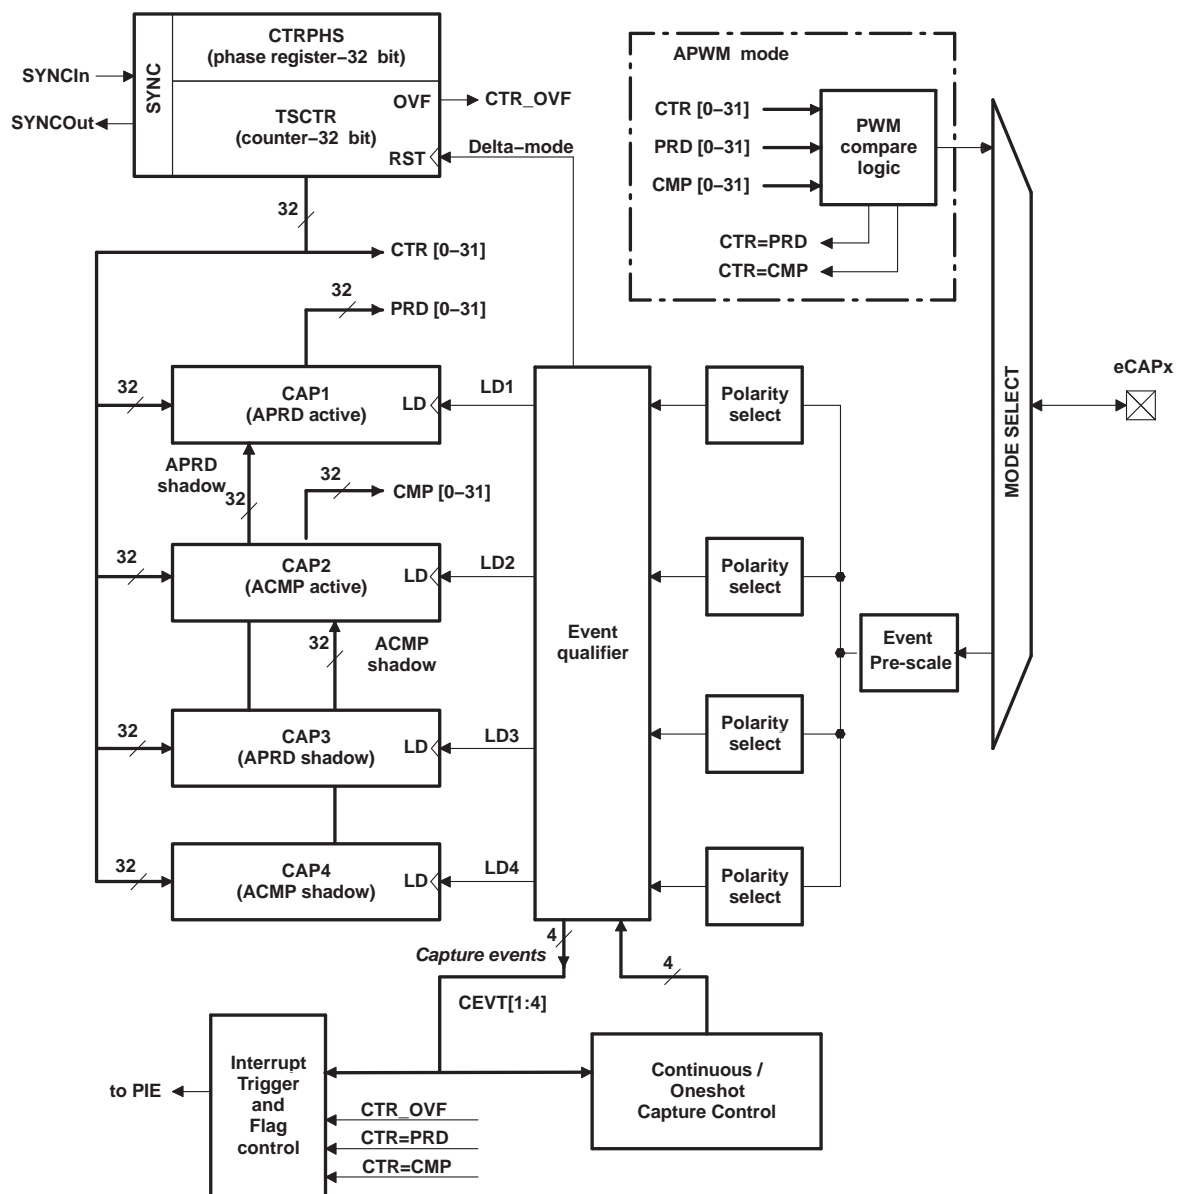 CTRPHS
(phase register−32 bit)
SYNC
SYNCIn
SYNCOut
OVF
CTR_OVF
TSCTR
(counter−32 bit)
RST
Delta−mode
32
CTR [0−31]
32
PRD [0−31]
APWM mode
CTR [0−31]
PRD [0−31]
CMP [0−31]
PWM
compare
logic
CTR=PRD
CTR=CMP
MODE SELECT
eCAPx
32
CAP1
(APRD active)
LD
LD1
Polarity
select
APRD
shadow
32
32
CMP [0−31]
32
CAP2
(ACMP active)
LD
LD2
Polarity
select
32
ACMP
shadow
Event
qualifier
Event
Pre-scale
32
CAP3
(APRD shadow)
LD
LD3
Polarity
select
32
CAP4
(ACMP shadow)
LD
LD4
Polarity
select
4
Capture events
CEVT[1:4]
4
Interrupt
Trigger
and
Flag
control
to PIE
CTR_OVF
CTR=PRD
CTR=CMP
Continuous /
Oneshot
Capture Control